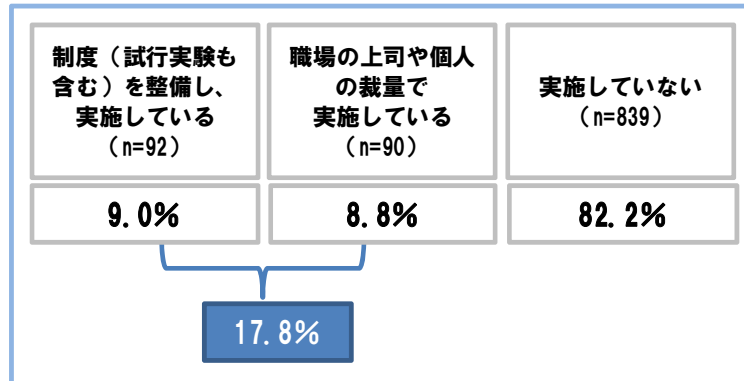 制度（試行実験も
含む）を整備し、
実施している
（n=92）
職場の上司や個人
の裁量で
実施している
（n=90）
実施していない
（n=839）
9.0%
8.8%
82.2%
17.8%